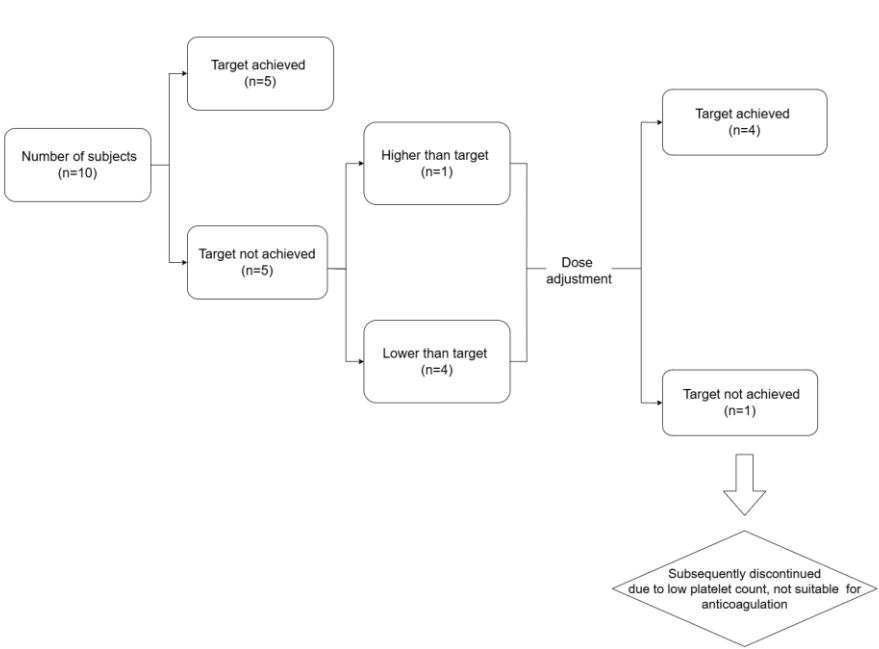 Number of subjects
(n=10)
Target achieved
(n=5)
Target not achieved
(n=5)
Higher than target
(n=1)
Lower than target
(n=4)
Dose
adjustment
Target achieved
(n=4)
Target not achieved
(n=1)
Subsequently discontinued
due to low platelet count, not suitable for
anticoagulation